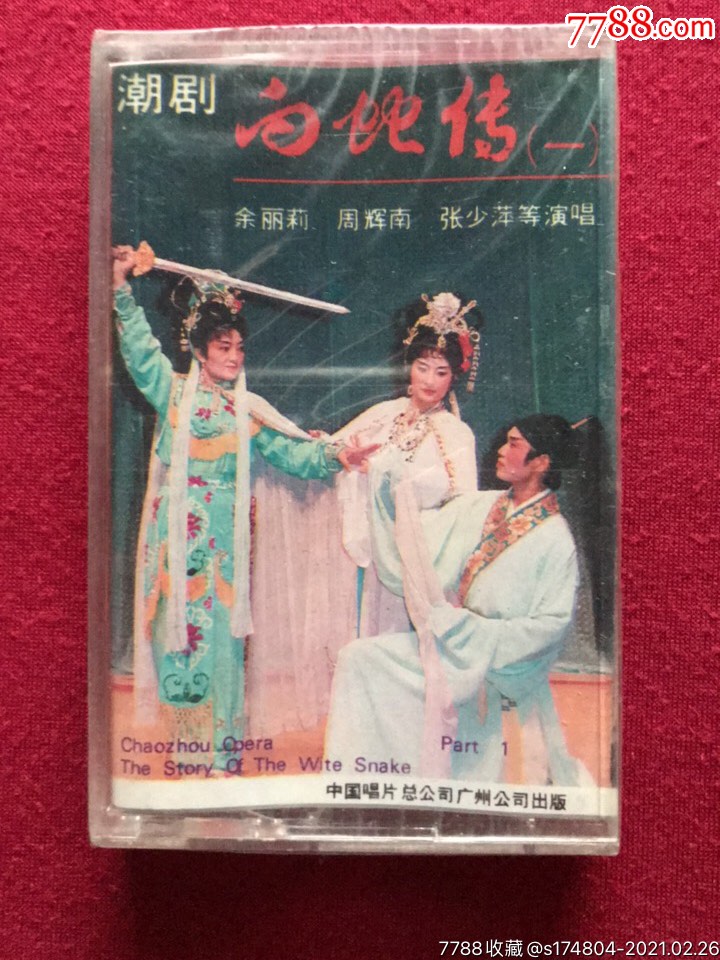 7788.com
潮剧
白蛇传(一)
余丽莉 周辉南 张少萍等演唱
Chaozhou Opera Part 1
The Story Of The Wite Snake
中国唱片总公司广州公司出版
7788收藏@s174804-2021.02.26